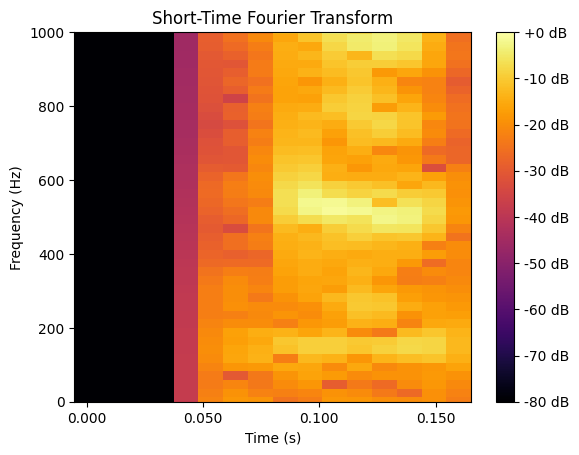 Short-Time Fourier Transform
Frequency (Hz)
1000
800
600
400
200
0
0.000
0.050
0.100
0.150
Time (s)
+0 dB
-10 dB
-20 dB
-30 dB
-40 dB
-50 dB
-60 dB
-70 dB
-80 dB